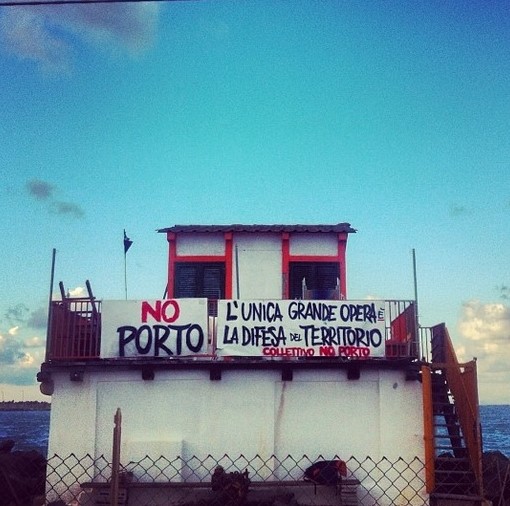 NO
PORTO
L'UNICA GRANDE OPERA È
LA DIFESA DEL TERRITORIO
COLLETTIVO NO PORTO